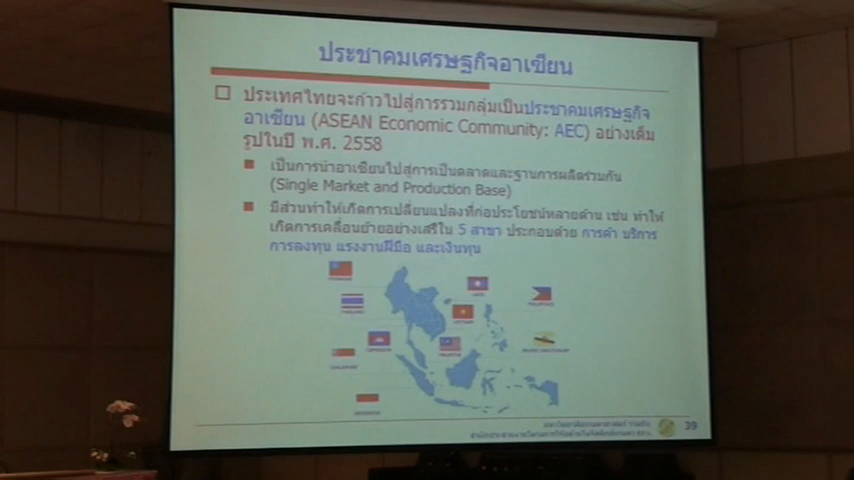 ประชาคมเศรษฐกิจอาเซียน
ประเทศไทยจะก้าวไปสู่การรวมกลุ่มเป็นประชาคมเศรษฐกิจ
อาเซียน (ASEAN Economic Community: AEC) อย่างเต็ม
รูปในปี พ.ศ. 2558
เป็นการนำอาเซียนไปสู่การเป็นตลาดและฐานการผลิตร่วมกัน
(Single Market and Production Base)
มีส่วนทำให้เกิดการเปลี่ยนแปลงที่ก่อประโยชน์หลายด้าน เช่น ทำให้
เกิดการเคลื่อนย้ายอย่างเสรีใน 5 สาขา ประกอบด้วย การค้า บริการ
การลงทุน แรงงานฝีมือ และเงินทุน
THAILAND
VIETNAM
PHILIPPINES
CAMBODIA
SINGAPORE
INDONESIA
39